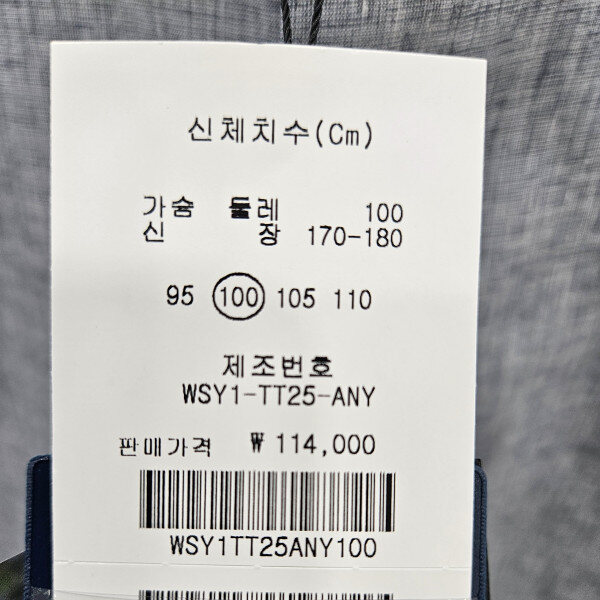 신체치수(Cm)
가슴 둘레 100
신 장 170-180
95 100 105 110
제조번호
WSY1-TT25-ANY
판매가격 ₩ 114,000
WSY1TT25ANY100